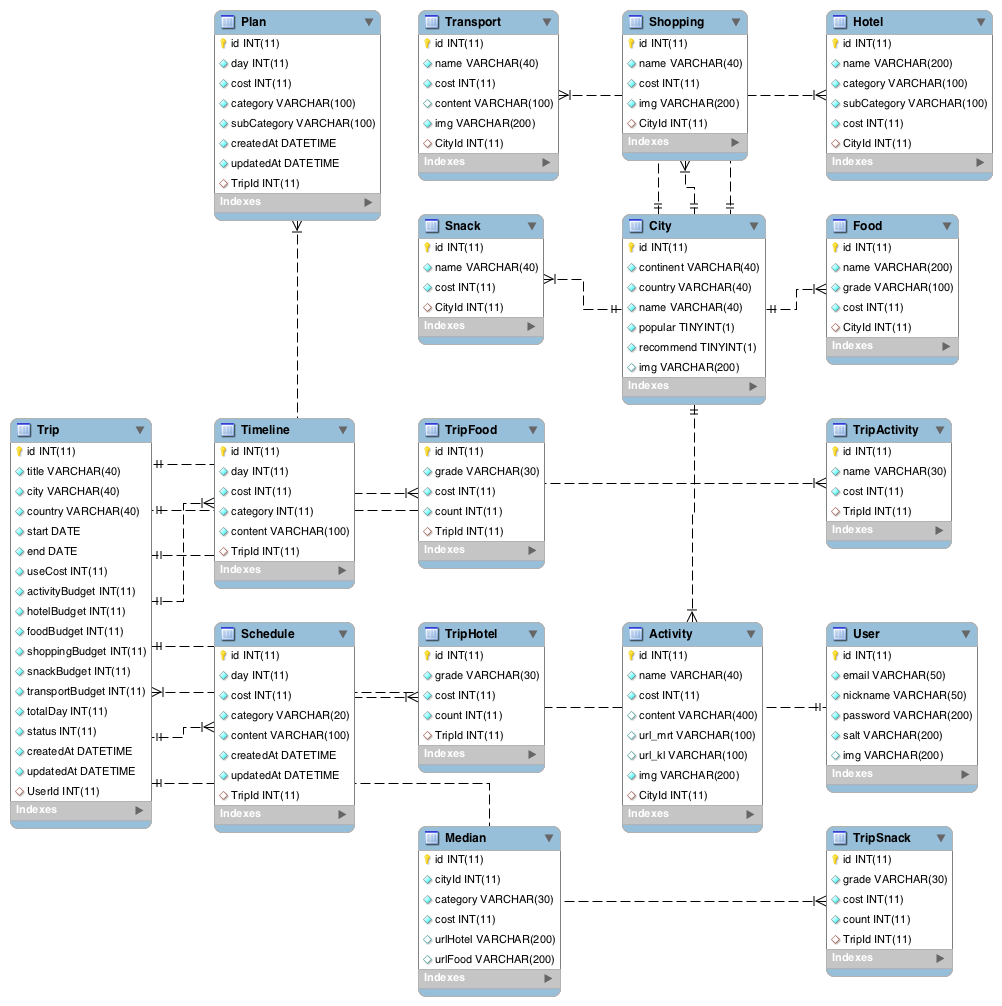 Plan
id INT(11)
day INT(11)
cost INT(11)
category VARCHAR(100)
subCategory VARCHAR(100)
createdAt DATETIME
updatedAt DATETIME
TripId INT(11)
Indexes
Transport
id INT(11)
name VARCHAR(40)
cost INT(11)
content VARCHAR(100)
img VARCHAR(200)
CityId INT(11)
Indexes
Shopping
id INT(11)
name VARCHAR(40)
cost INT(11)
img VARCHAR(200)
CityId INT(11)
Indexes
Hotel
id INT(11)
name VARCHAR(200)
category VARCHAR(100)
subCategory VARCHAR(100)
cost INT(11)
CityId INT(11)
Indexes
Snack
id INT(11)
name VARCHAR(40)
cost INT(11)
CityId INT(11)
Indexes
City
id INT(11)
continent VARCHAR(40)
country VARCHAR(40)
name VARCHAR(40)
popular TINYINT(1)
recommend TINYINT(1)
img VARCHAR(200)
Indexes
Food
id INT(11)
name VARCHAR(200)
grade VARCHAR(100)
cost INT(11)
CityId INT(11)
Indexes
Trip
id INT(11)
title VARCHAR(40)
city VARCHAR(40)
country VARCHAR(40)
start DATE
end DATE
useCost INT(11)
activityBudget INT(11)
hotelBudget INT(11)
foodBudget INT(11)
shoppingBudget INT(11)
snackBudget INT(11)
transportBudget INT(11)
totalDay INT(11)
status INT(11)
createdAt DATETIME
updatedAt DATETIME
UserId INT(11)
Indexes
Timeline
id INT(11)
day INT(11)
cost INT(11)
category INT(11)
content VARCHAR(100)
TripId INT(11)
Indexes
TripFood
id INT(11)
grade VARCHAR(30)
cost INT(11)
count INT(11)
TripId INT(11)
Indexes
TripActivity
id INT(11)
name VARCHAR(30)
cost INT(11)
TripId INT(11)
Indexes
Schedule
id INT(11)
day INT(11)
cost INT(11)
category VARCHAR(20)
content VARCHAR(100)
createdAt DATETIME
updatedAt DATETIME
TripId INT(11)
Indexes
TripHotel
id INT(11)
grade VARCHAR(30)
cost INT(11)
count INT(11)
TripId INT(11)
Indexes
Activity
id INT(11)
name VARCHAR(40)
cost INT(11)
content VARCHAR(400)
url_mrt VARCHAR(100)
url_kl VARCHAR(100)
img VARCHAR(200)
CityId INT(11)
Indexes
User
id INT(11)
email VARCHAR(50)
nickname VARCHAR(50)
password VARCHAR(200)
salt VARCHAR(200)
img VARCHAR(200)
Indexes
Median
id INT(11)
cityId INT(11)
category VARCHAR(30)
cost INT(11)
urlHotel VARCHAR(200)
urlFood VARCHAR(200)
Indexes
TripSnack
id INT(11)
grade VARCHAR(30)
cost INT(11)
count INT(11)
TripId INT(11)
Indexes